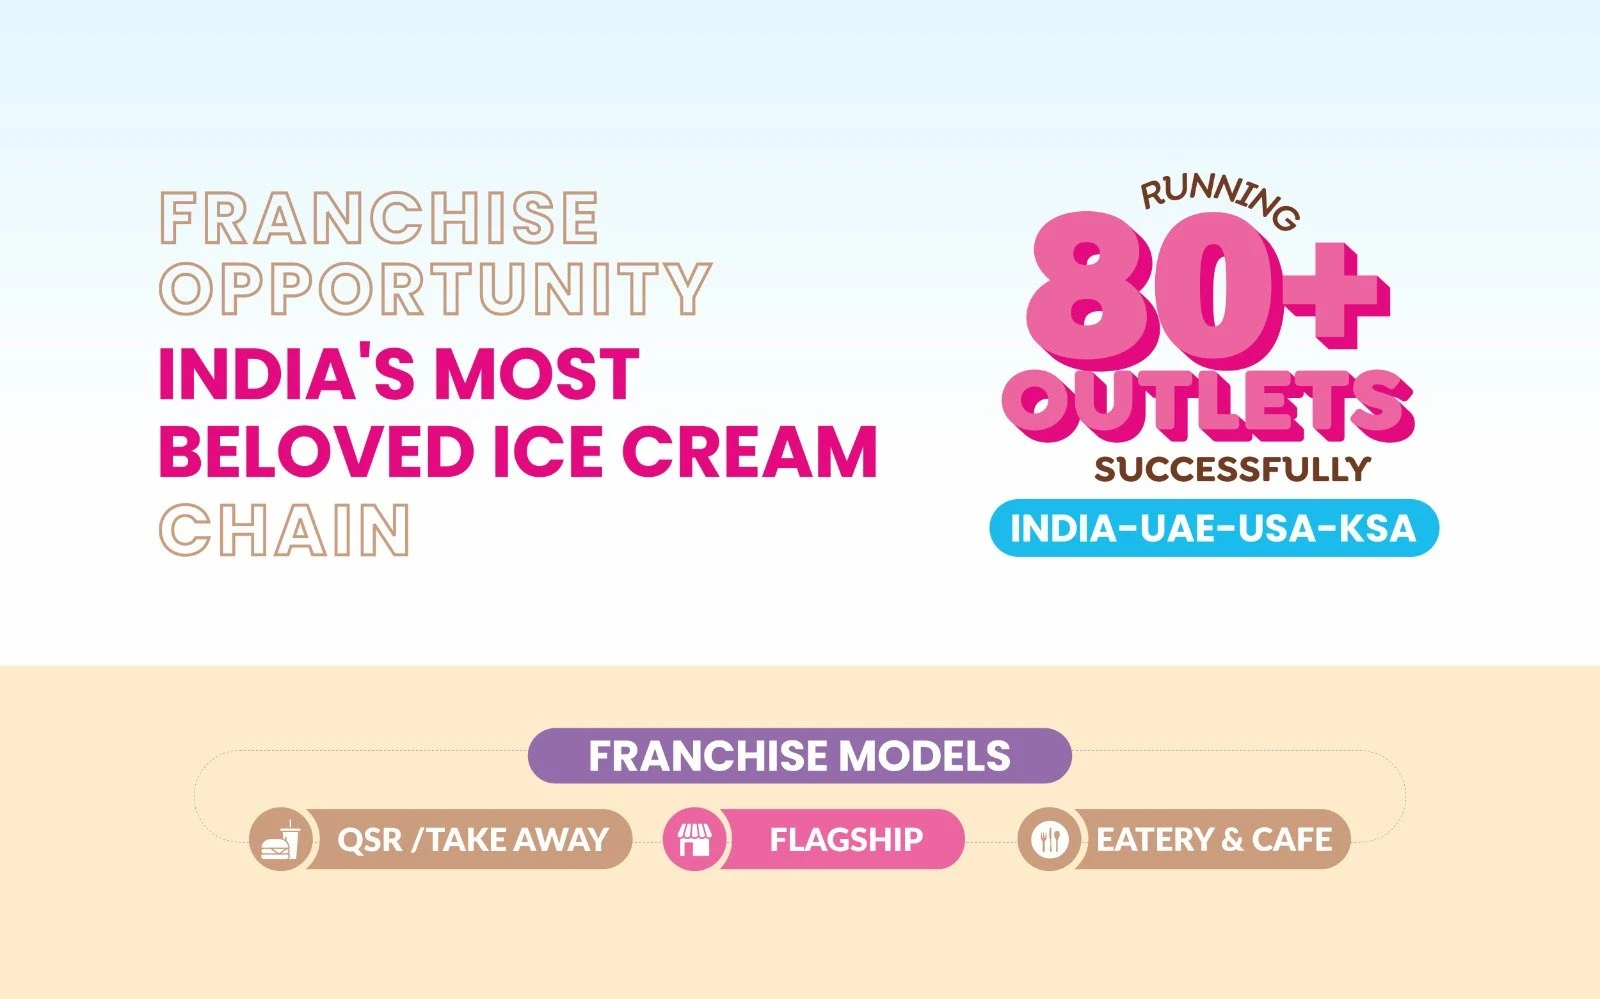 FRANCHISE
OPPORTUNITY
INDIA'S MOST
BELOVED ICE CREAM
CHAIN
RUNNING
80+
OUTLETS
SUCCESSFULLY
INDIA-UAE-USA-KSA
FRANCHISE MODELS
QSR /TAKE AWAY
FLAGSHIP
EATERY & CAFE